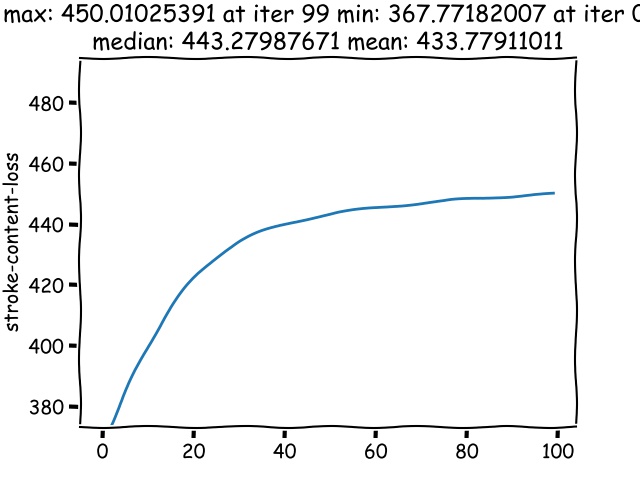 max: 450.01025391 at iter 99 min: 367.77182007 at iter 0
median: 443.27987671 mean: 433.77911011
stroke-content-loss
480
460
440
420
400
380
0 20 40 60 80 100